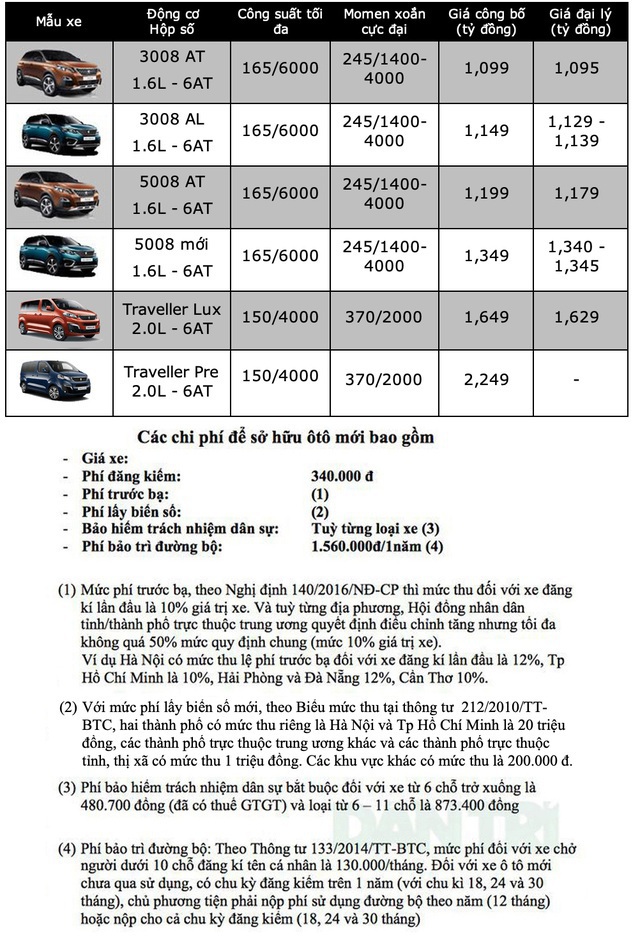 Mẫu xe
Động cơ
Hộp số
Công suất tối
đa
Momen xoắn
cực đại
Giá công bố
(tỷ đồng)
Giá đại lý
(tỷ đồng)
3008 AT
1.6L - 6AT
165/6000
245/1400-
4000
1,099
1,095
3008 AL
1.6L - 6AT
165/6000
245/1400-
4000
1,149
1,129 -
1,139
5008 AT
1.6L - 6AT
165/6000
245/1400-
4000
1,199
1,179
5008 mới
1.6L - 6AT
165/6000
245/1400-
4000
1,349
1,340 -
1,345
Traveller Lux
2.0L - 6AT
150/4000
370/2000
1,649
1,629
Traveller Pre
2.0L - 6AT
150/4000
370/2000
2,249
-
Các chi phí để sở hữu ôtô mới bao gồm
- Giá xe:
- Phí đăng kiểm: 340.000 đ
- Phí trước bạ: (1)
- Phí lấy biển số: (2)
- Bảo hiểm trách nhiệm dân sự: Tuỳ từng loại xe (3)
- Phí bảo trì đường bộ: 1.560.000đ/1năm (4)
(1) Mức phí trước bạ, theo Nghị định 140/2016/NĐ-CP thì mức thu đối với xe đăng
kí lần đầu là 10% giá trị xe. Và tuỳ từng địa phương, Hội đồng nhân dân
tỉnh/thành phố trực thuộc trung ương quyết định điều chỉnh tăng nhưng tối đa
không quá 50% mức quy định chung (mức 10% giá trị xe).
Ví dụ Hà Nội có mức thu lệ phí trước bạ đối với xe đăng kí lần đầu là 12%, Tp
Hồ Chí Minh là 10%, Hải Phòng và Đà Nẵng 12%, Cần Thơ 10%.
(2) Với mức phí lấy biển số mới, theo Biểu mức thu tại thông tư 212/2010/TT-
BTC, hai thành phố có mức thu riêng là Hà Nội và Tp Hồ Chí Minh là 20 triệu
đồng, các thành phố trực thuộc trung ương khác và các thành phố trực thuộc
tỉnh, thị xã có mức thu 1 triệu đồng. Các khu vực khác có mức thu là 200.000 đ.
(3) Phí bảo hiểm trách nhiệm dân sự bắt buộc đối với xe từ 6 chỗ trở xuống là
480.700 đồng (đã có thuế GTGT) và loại từ 6 – 11 chỗ là 873.400 đồng
DÂN TRÍ
(4) Phí bảo trì đường bộ: Theo Thông tư 133/2014/TT-BTC, mức phí đối với xe chở
người dưới 10 chỗ đăng kí tên cá nhân là 130.000/tháng. Đối với xe ô tô mới
chưa qua sử dụng, có chu kỳ đăng kiểm trên 1 năm (với chu kì 18, 24 và 30
tháng), chủ phương tiện phải nộp phí sử dụng đường bộ theo năm (12 tháng)
hoặc nộp cho cả chu kỳ đăng kiểm (18, 24 và 30 tháng)